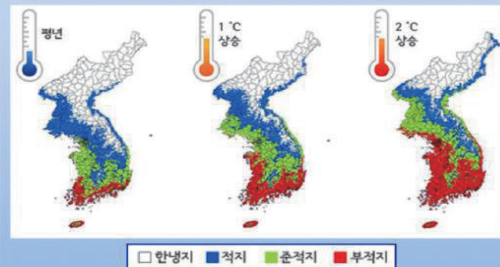 평년
1 ℃
상승
2 ℃
상승
한냉지 적지 준적지 부적지